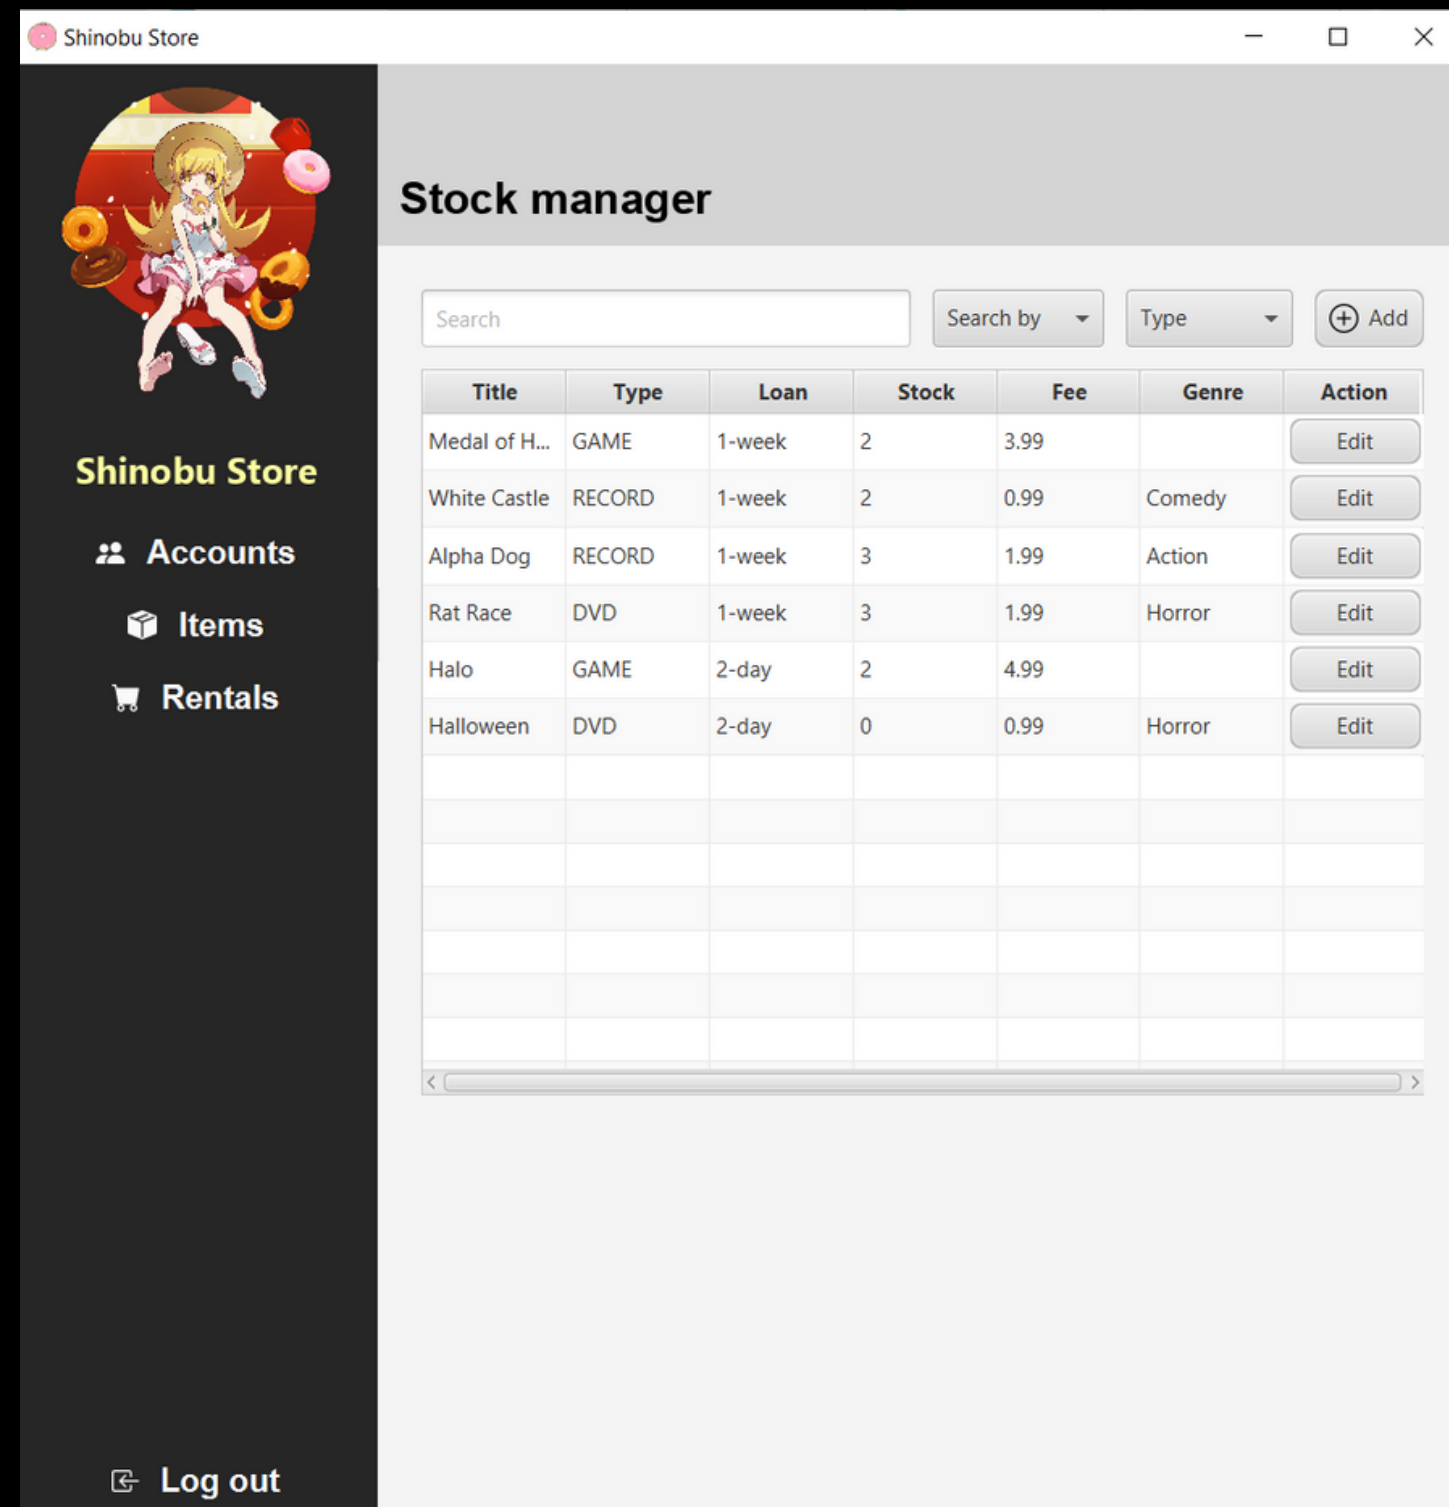 Shinobu Store
Stock manager
Search
Search by
Type
Add
Title Type Loan Stock Fee Genre Action
Medal of H... GAME 1-week 2 3.99 Edit
White Castle RECORD 1-week 2 0.99 Comedy Edit
Alpha Dog RECORD 1-week 3 1.99 Action Edit
Rat Race DVD 1-week 3 1.99 Horror Edit
Halo GAME 2-day 2 4.99 Edit
Halloween DVD 2-day 0 0.99 Horror Edit
Shinobu Store
Accounts
Items
Rentals
Log out